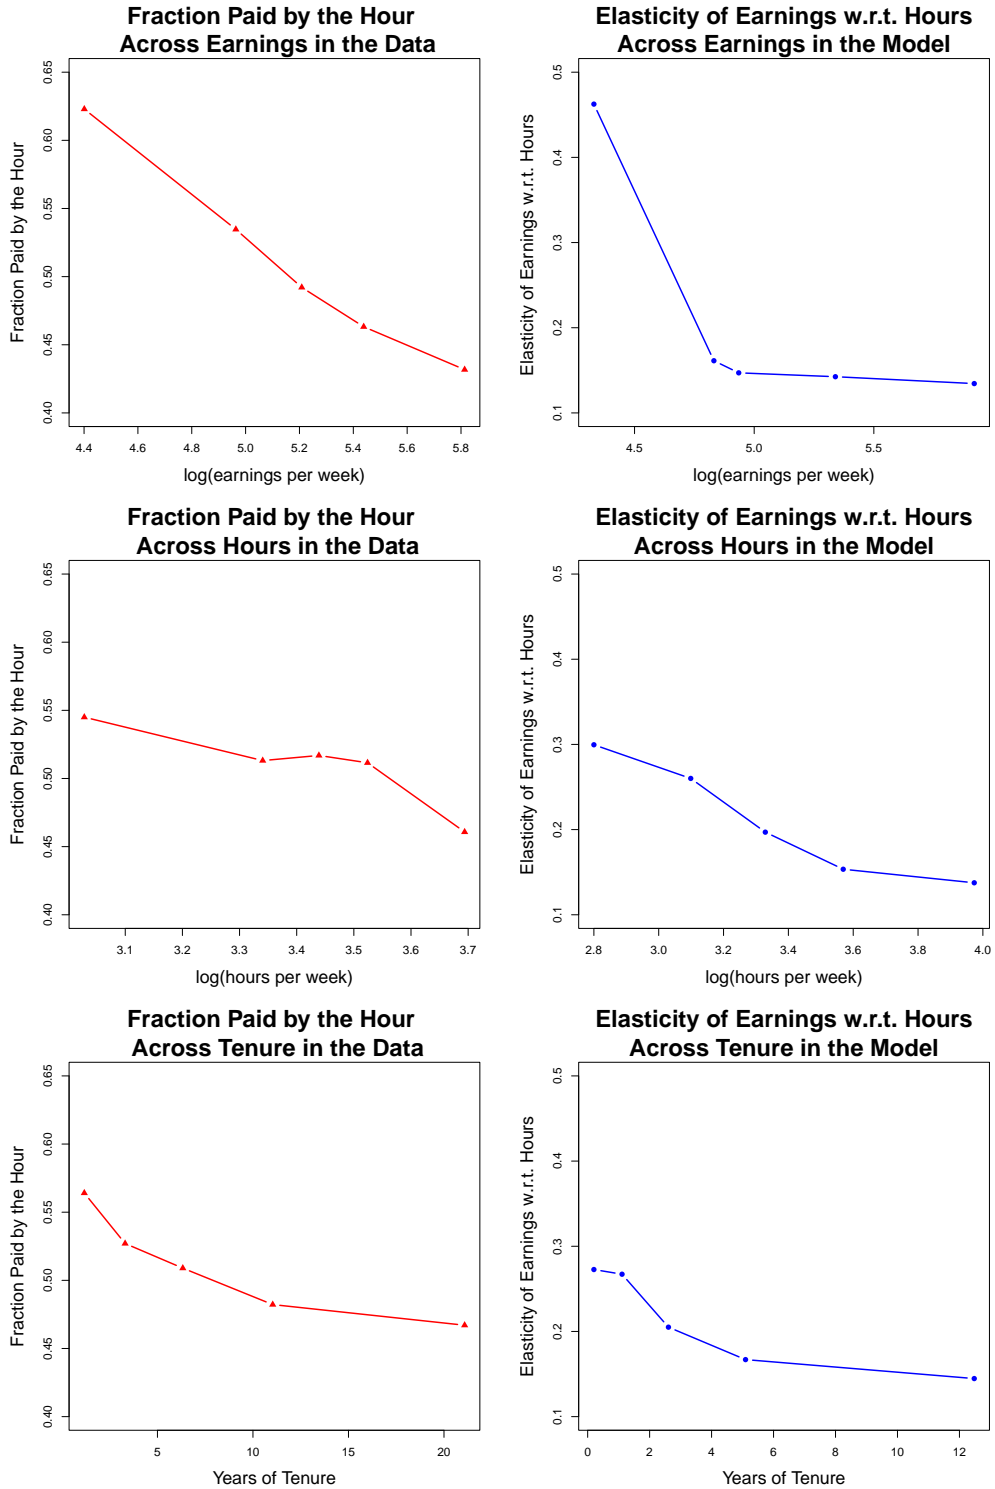 Fraction Paid by the Hour
Across Earnings in the Data
Fraction Paid by the Hour
0.65
0.60
0.55
0.50
0.45
0.40
4.4 4.6 4.8 5.0 5.2 5.4 5.6 5.8
log(earnings per week)
Elasticity of Earnings w.r.t. Hours
Across Earnings in the Model
Elasticity of Earnings w.r.t. Hours
0.5
0.4
0.3
0.2
0.1
4.5 5.0 5.5
log(earnings per week)
Fraction Paid by the Hour
Across Hours in the Data
Fraction Paid by the Hour
0.65
0.60
0.55
0.50
0.45
0.40
3.1 3.2 3.3 3.4 3.5 3.6 3.7
log(hours per week)
Elasticity of Earnings w.r.t. Hours
Across Hours in the Model
Elasticity of Earnings w.r.t. Hours
0.5
0.4
0.3
0.2
0.1
2.8 3.0 3.2 3.4 3.6 3.8 4.0
log(hours per week)
Fraction Paid by the Hour
Across Tenure in the Data
Fraction Paid by the Hour
0.65
0.60
0.55
0.50
0.45
0.40
5 10 15 20
Years of Tenure
Elasticity of Earnings w.r.t. Hours
Across Tenure in the Model
Elasticity of Earnings w.r.t. Hours
0.5
0.4
0.3
0.2
0.1
0 2 4 6 8 10 12
Years of Tenure